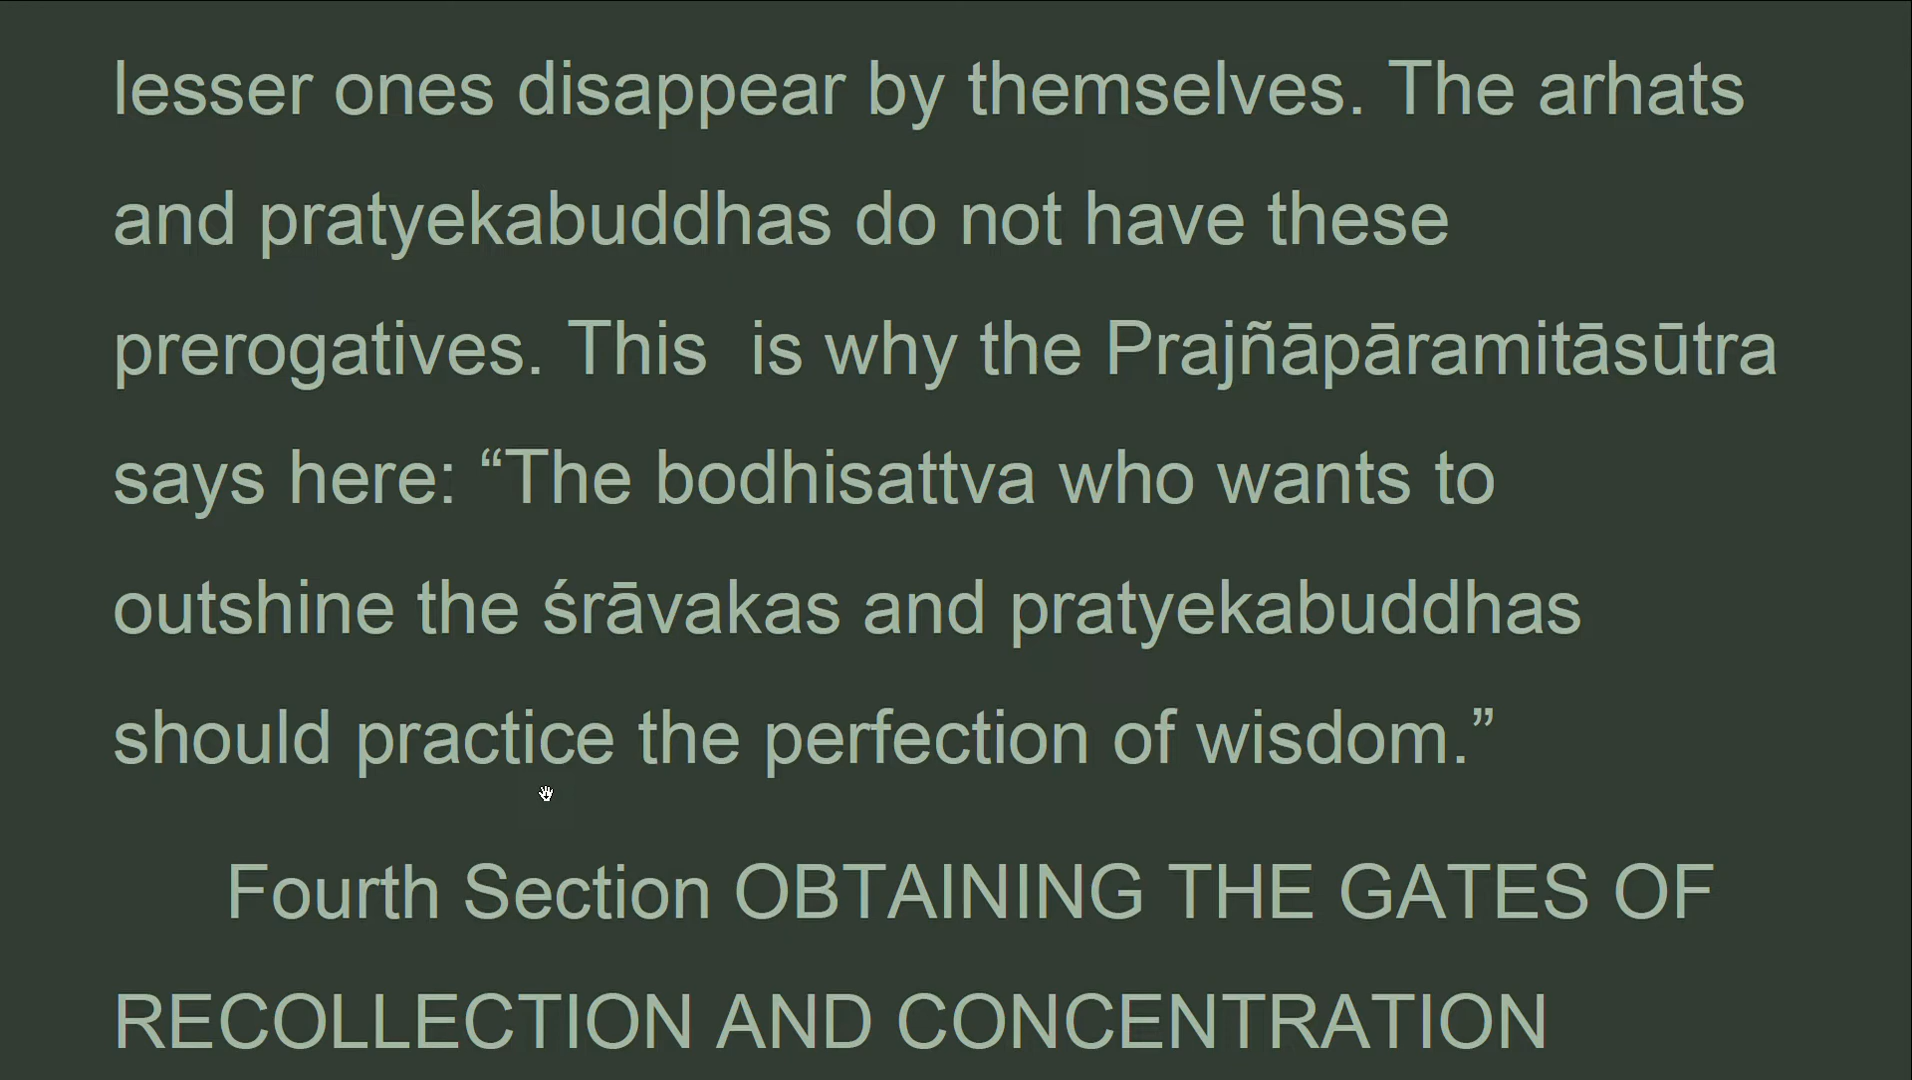 lesser ones disappear by themselves. The arhats
and pratyekabuddhas do not have these
prerogatives. This  is why the Prajñāpāramitāsūtra
says here: “The bodhisattva who wants to
outshine the śrāvakas and pratyekabuddhas
should practice the perfection of wisdom.”
Fourth Section OBTAINING THE GATES OF
RECOLLECTION AND CONCENTRATION